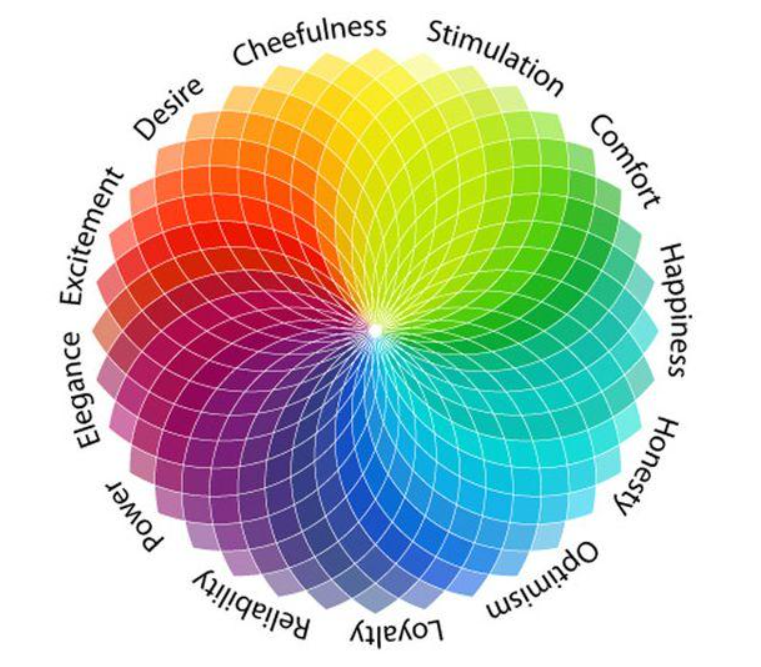 Cheefulness
Stimulation
Comfort
Happiness
Honesty
Optimism
Loyalty
Reliability
Power
Elegance
Excitement
Desire